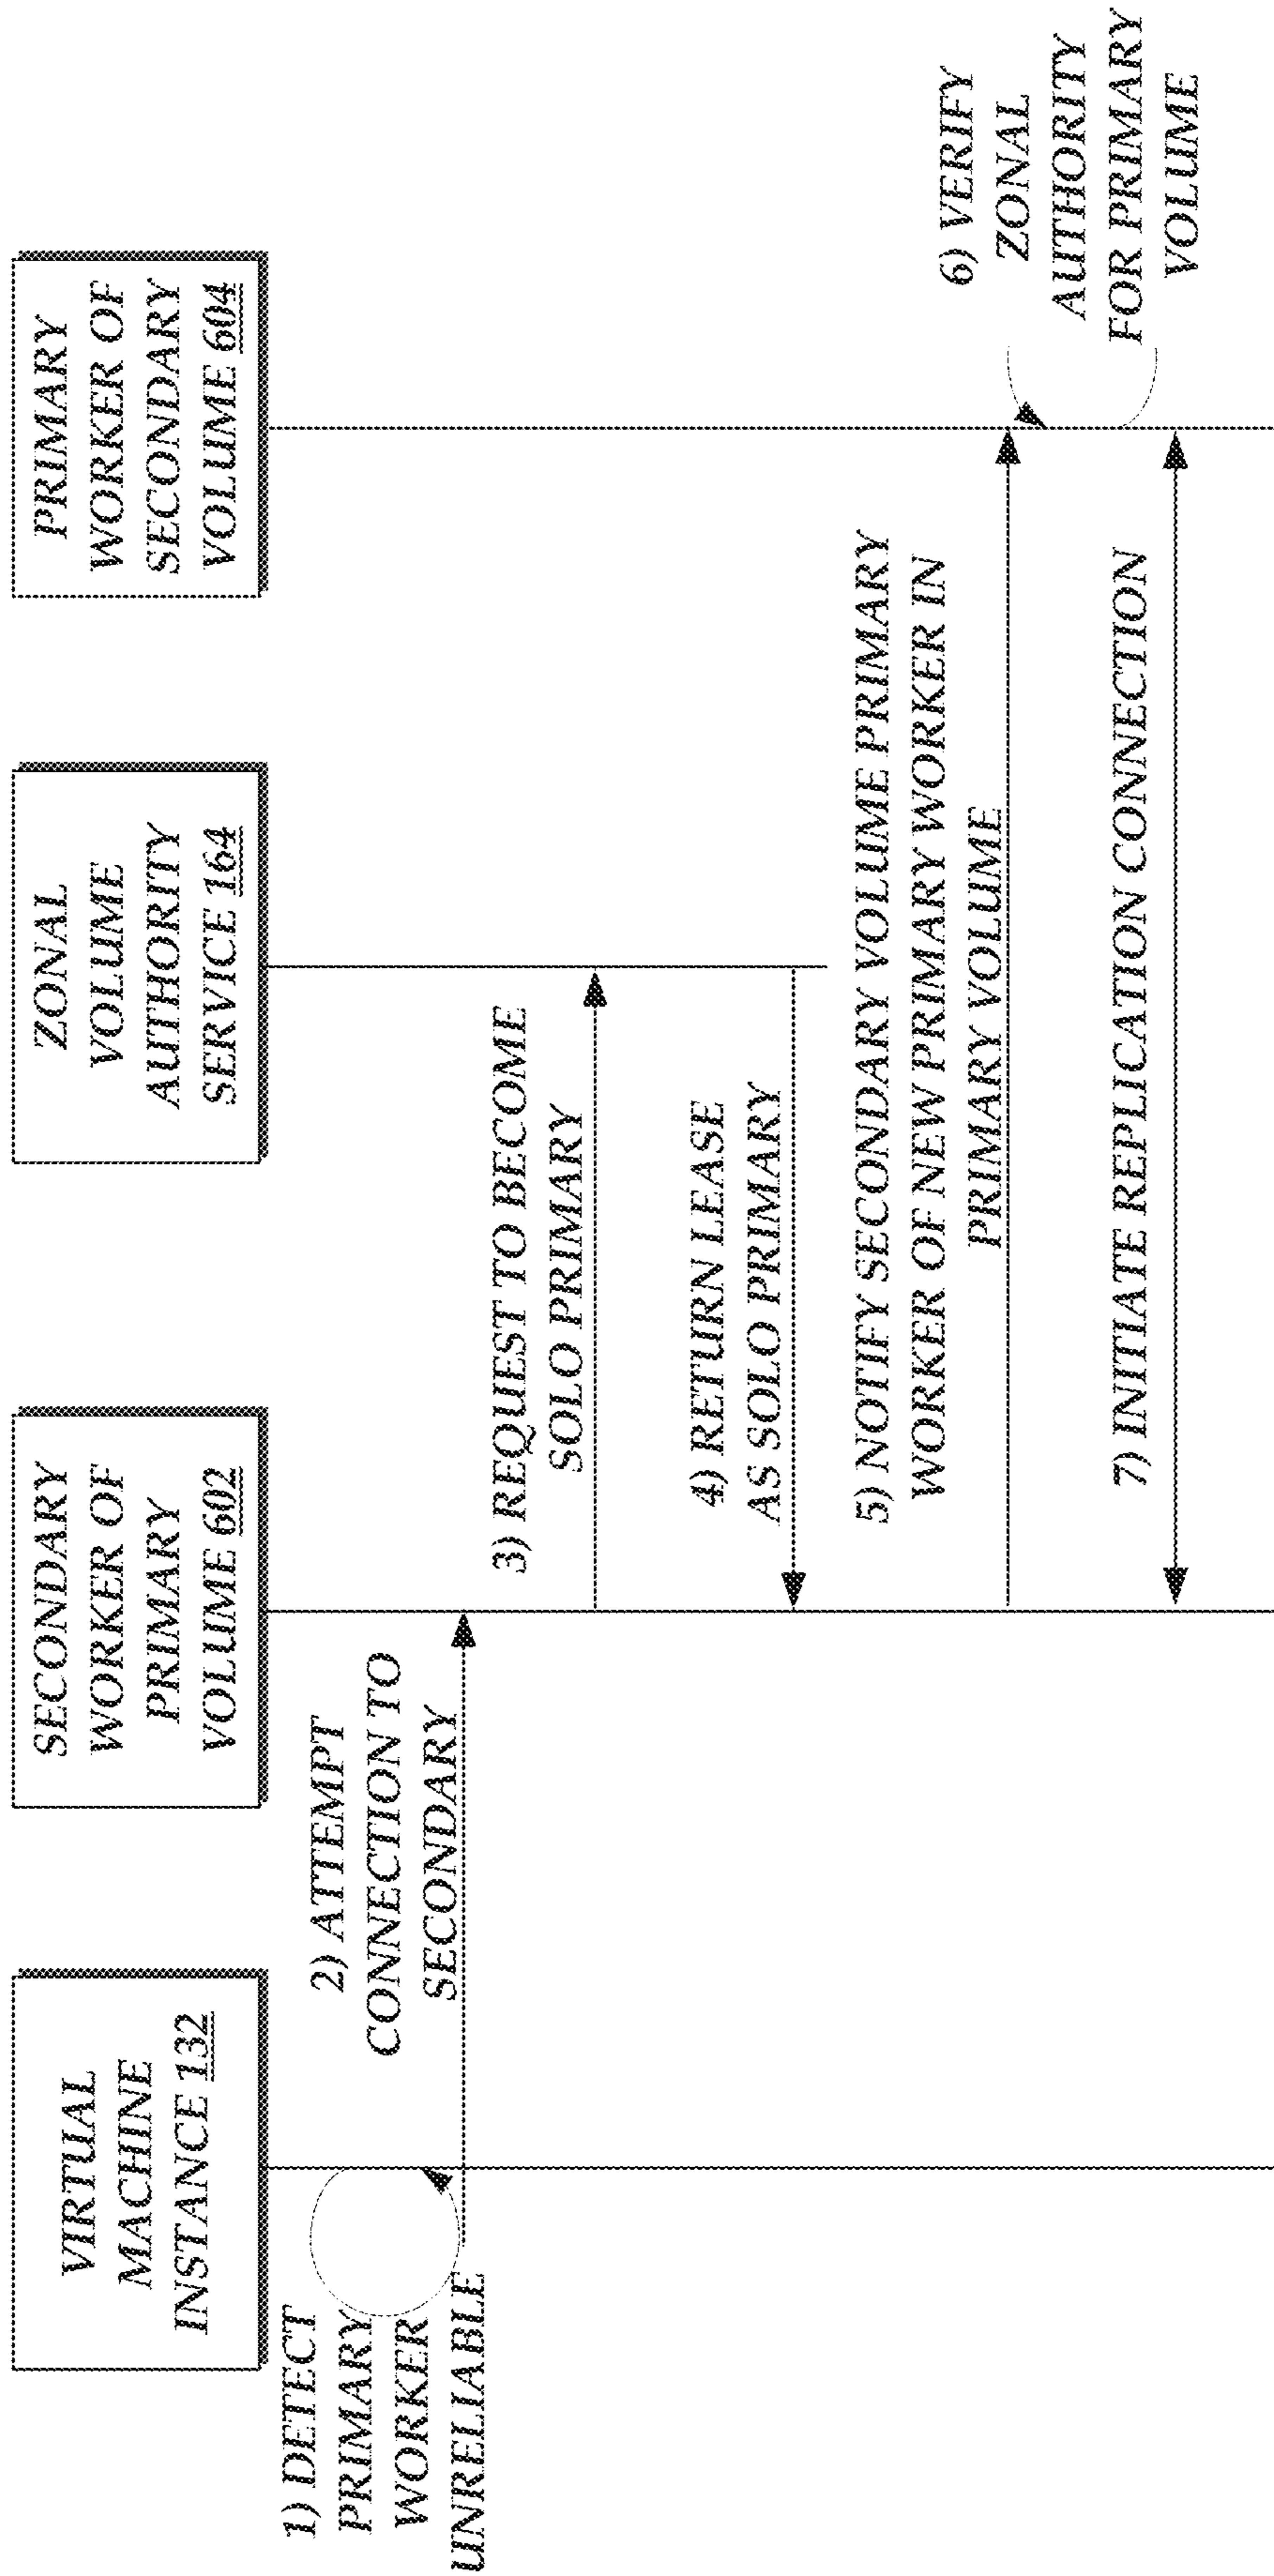 VIRTUAL
MACHINE
INSTANCE 132
SECONDARY
WORKER OF
PRIMARY
VOLUME 602
ZONAL
VOLUME
AUTHORITY
SERVICE 164
PRIMARY
WORKER OF
SECONDARY
VOLUME 604
1) DETECT
PRIMARY
WORKER
UNRELIABLE
2) ATTEMPT
CONNECTION TO
SECONDARY
3) REQUEST TO BECOME
SOLO PRIMARY
4) RETURN LEASE
AS SOLO PRIMARY
5) NOTIFY SECONDARY VOLUME PRIMARY
WORKER OF NEW PRIMARY WORKER IN
PRIMARY VOLUME
6) VERIFY
ZONAL
AUTHORITY
FOR PRIMARY
VOLUME
7) INITIATE REPLICATION CONNECTION